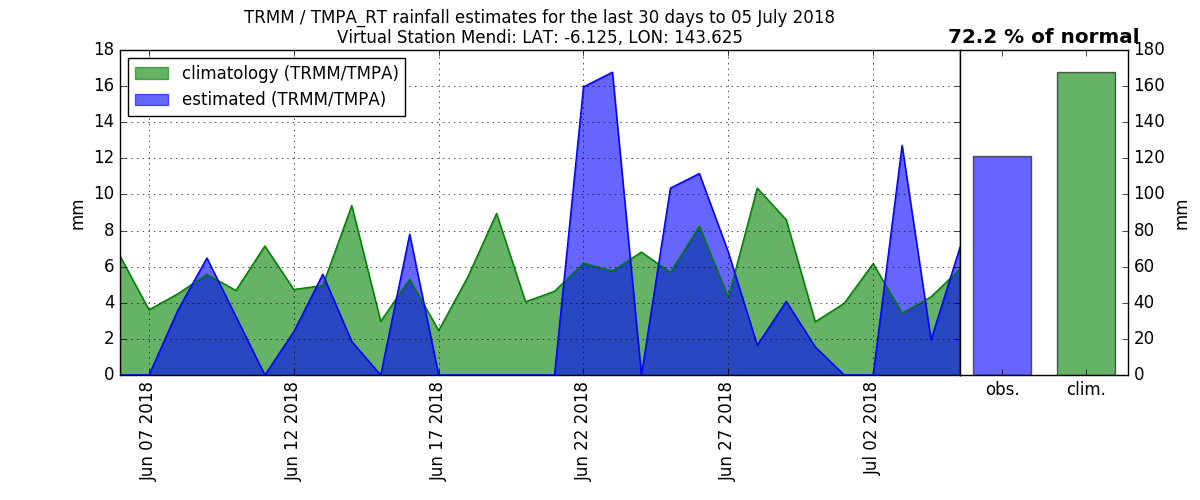 TRMM / TMPA_RT rainfall estimates for the last 30 days to 05 July 2018
Virtual Station Mendi: LAT: -6.125, LON: 143.625
72.2 % of normal
climatology (TRMM/TMPA)
estimated (TRMM/TMPA)
mm
18
16
14
12
10
8
6
4
2
0
Jun 07 2018
Jun 12 2018
Jun 17 2018
Jun 22 2018
Jun 27 2018
Jul 02 2018
180
160
140
120
100
80
60
40
20
0
mm
obs.
clim.